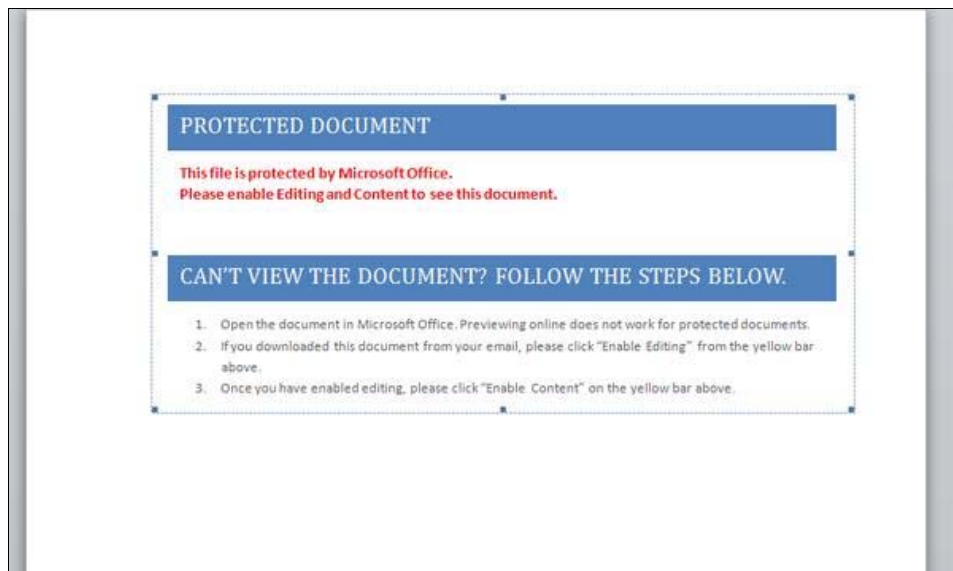 PROTECTED DOCUMENT
This file is protected by Microsoft Office.
Please enable Editing and Content to see this document.
CAN'T VIEW THE DOCUMENT? FOLLOW THE STEPS BELOW.
1. Open the document in Microsoft Office. Previewing online does not work for protected documents.
2. If you downloaded this document from your email, please click "Enable Editing" from the yellow bar
above.
3. Once you have enabled editing, please click "Enable Content" on the yellow bar above.